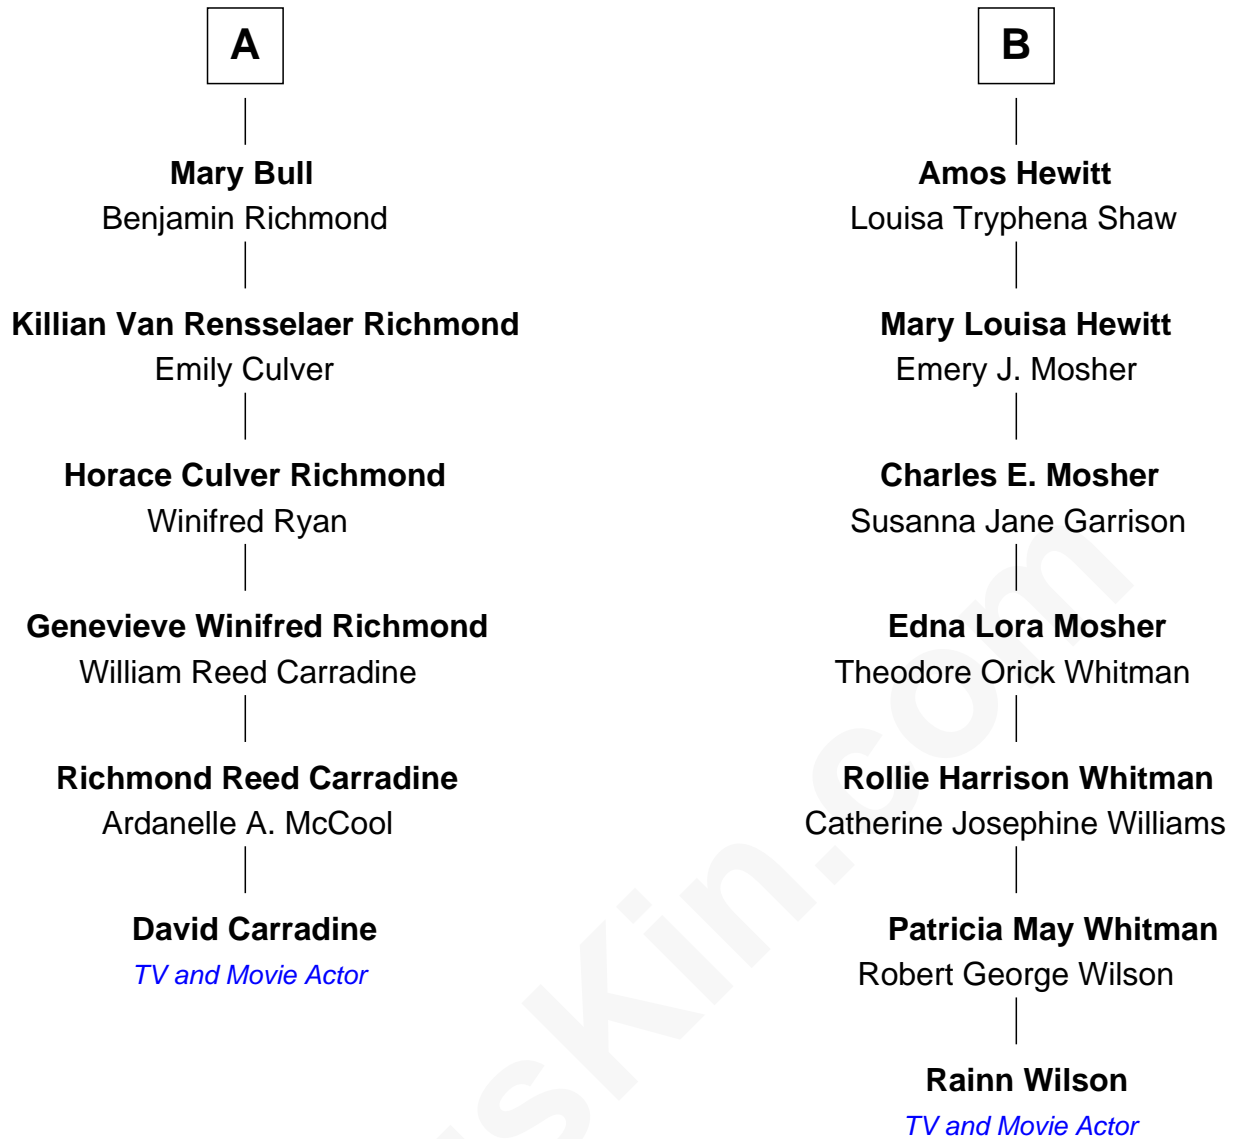 A
Mary Bull
Benjamin Richmond
Killian Van Rensselaer Richmond
Emily Culver
Horace Culver Richmond
Winifred Ryan
Genevieve Winifred Richmond
William Reed Carradine
Richmond Reed Carradine
Ardanelle A. McCool
David Carradine
TV and Movie Actor
B
Amos Hewitt
Louisa Tryphena Shaw
Mary Louisa Hewitt
Emery J. Mosher
Charles E. Mosher
Susanna Jane Garrison
Edna Lora Mosher
Theodore Orick Whitman
Rollie Harrison Whitman
Catherine Josephine Williams
Patricia May Whitman
Robert George Wilson
Rainn Wilson
TV and Movie Actor
sKin.com